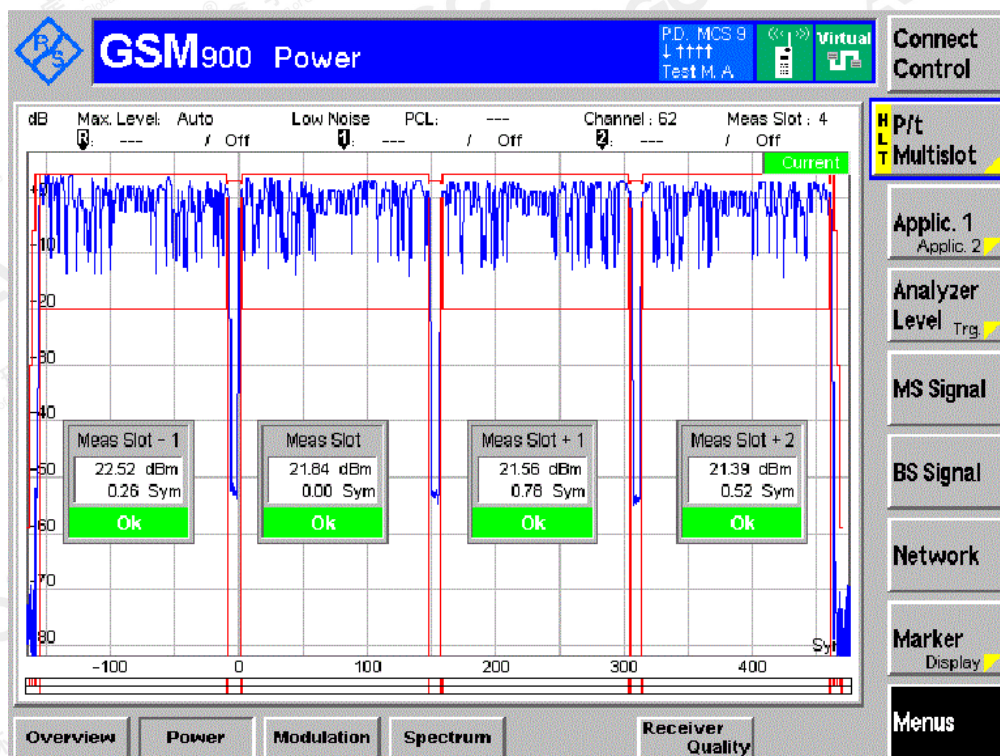 R S
GSM900 Power
P.D. MCS 9
↓ ↑↑↑↑
Test M. A
Virtual
Connect Control
dB Max. Level: Auto Low Noise PCL: --- Channel : 62 Meas Slot : 4
R: --- / Off 1: --- / Off 2: --- / Off
HLT
P/t Multislot
Current
Applic. 1
Applic. 2
Analyzer Level Trg.
MS Signal
BS Signal
Network
Marker
Display
Menus
-10
-20
-30
-40
-50
-60
-70
-80
Meas Slot - 1
22.52 dBm
0.26 Sym
Ok
Meas Slot
21.84 dBm
0.00 Sym
Ok
Meas Slot + 1
21.56 dBm
0.78 Sym
Ok
Meas Slot + 2
21.39 dBm
0.52 Sym
Ok
-100 0 100 200 300 400
Overview Power Modulation Spectrum Receiver Quality